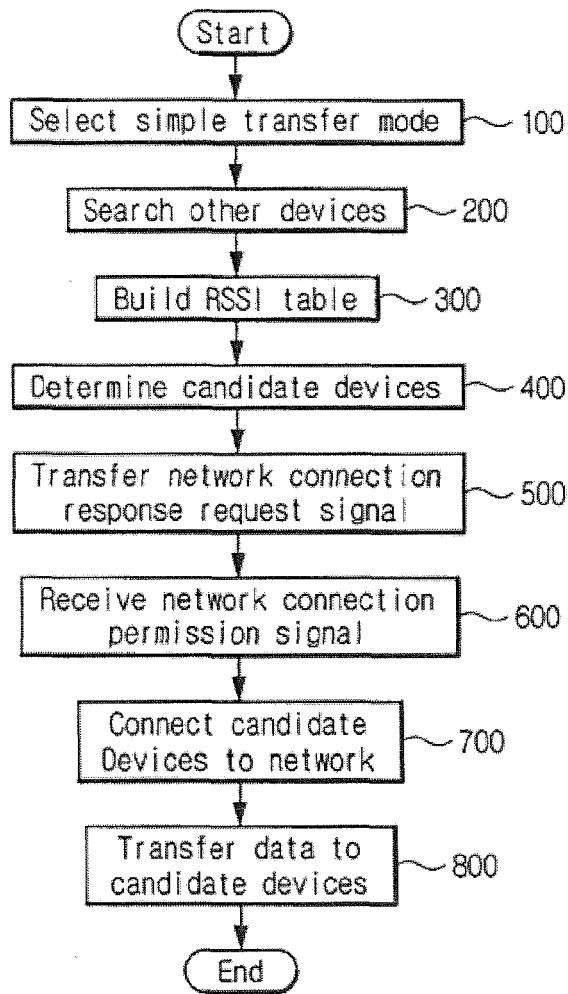 Start
Select simple transfer mode
100
Search other devices
200
Build RSSI table
300
Determine candidate devices
400
Transfer network connection
response request signal
500
Receive network connection
permission signal
600
Connect candidate
Devices to network
700
Transfer data to
candidate devices
800
End